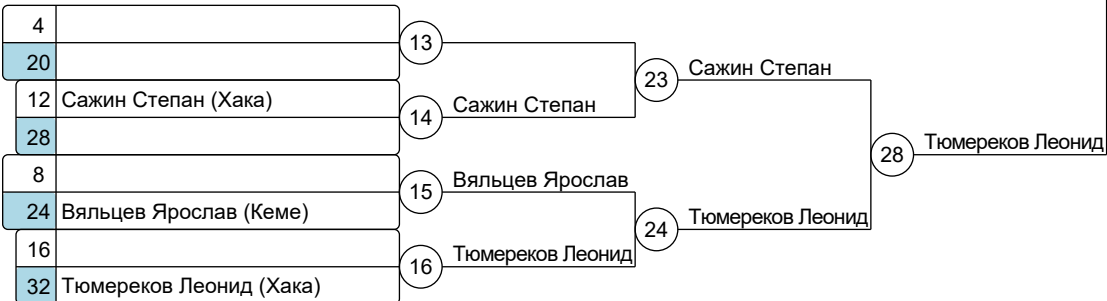 4
13
20
23 Сажин Степан
12 Сажин Степан (Хака)
14 Сажин Степан
28
28 Тюмереков Леонид
8
15 Вяльцев Ярослав
24 Вяльцев Ярослав (Кеме)
24 Тюмереков Леонид
16
16 Тюмереков Леонид
32 Тюмереков Леонид (Хака)